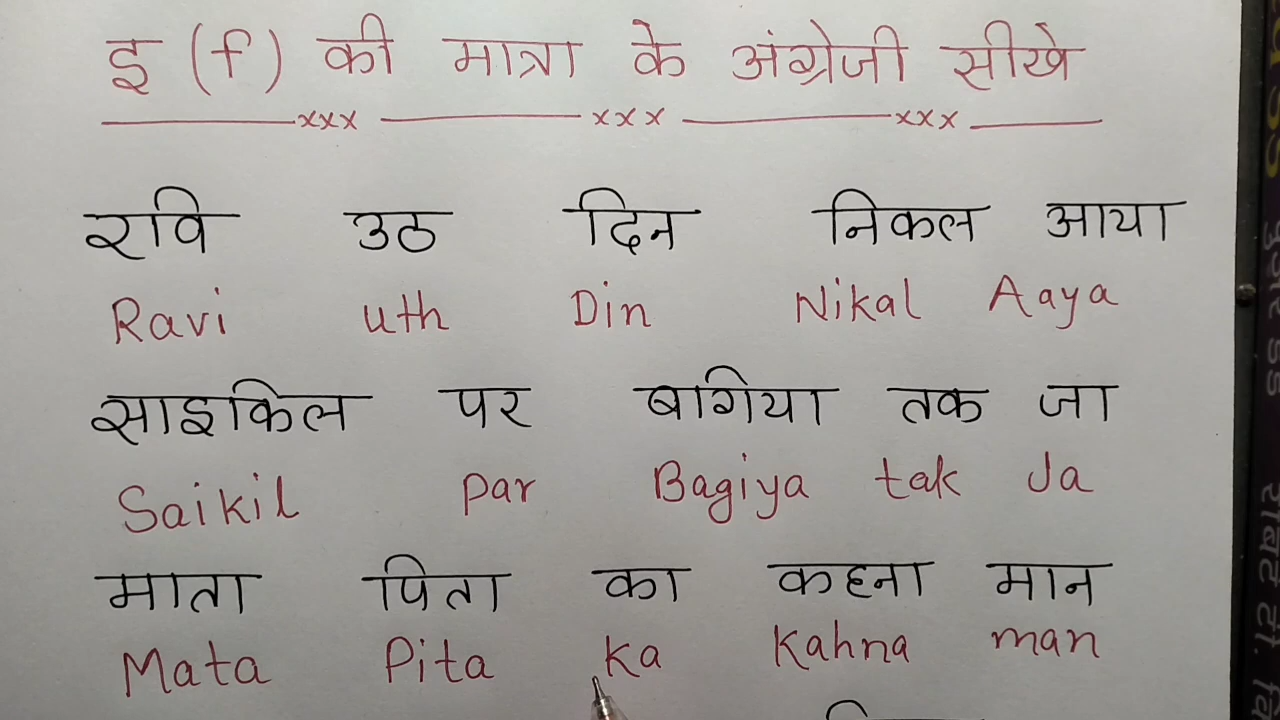 इ (ि) की मात्रा के अंग्रेजी सीखे
xxx xxx xxx
रवि उठ दिन निकल आया
Ravi uth Din Nikal Aaya
साइकिल पर बागिया तक जा
Saikil par Bagiya tak Ja
माता पिता का कहना मान
Mata Pita Ka Kahna man